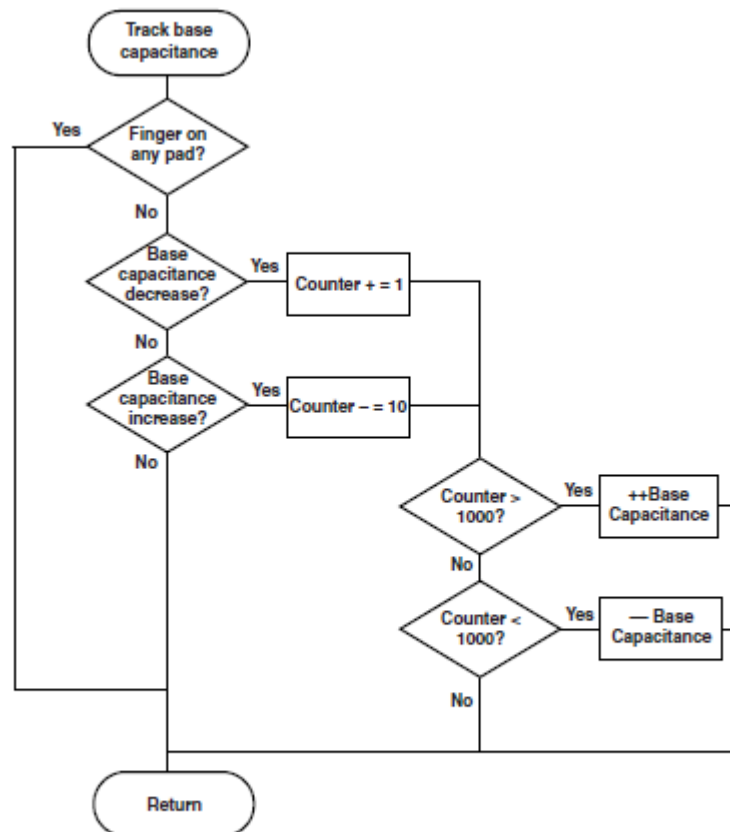 Track base
capacitance
Yes
Finger on
any pad?
No
Base
capacitance
decrease?
Yes
Counter + = 1
No
Base
capacitance
increase?
Yes
Counter – = 10
No
Counter >
1000?
Yes
++Base
Capacitance
No
Counter <
1000?
Yes
— Base
Capacitance
No
Return